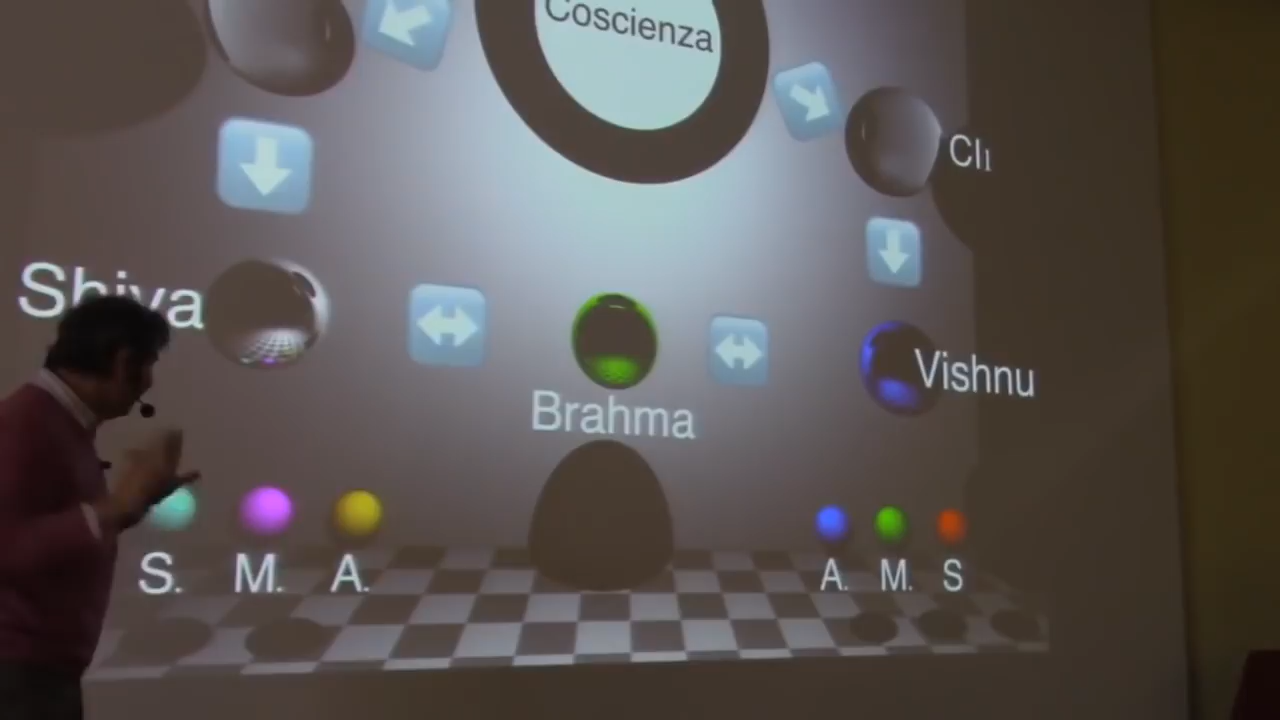 Coscienza
Shiva
Brahma
Vishnu
S. M. A.
A. M. S